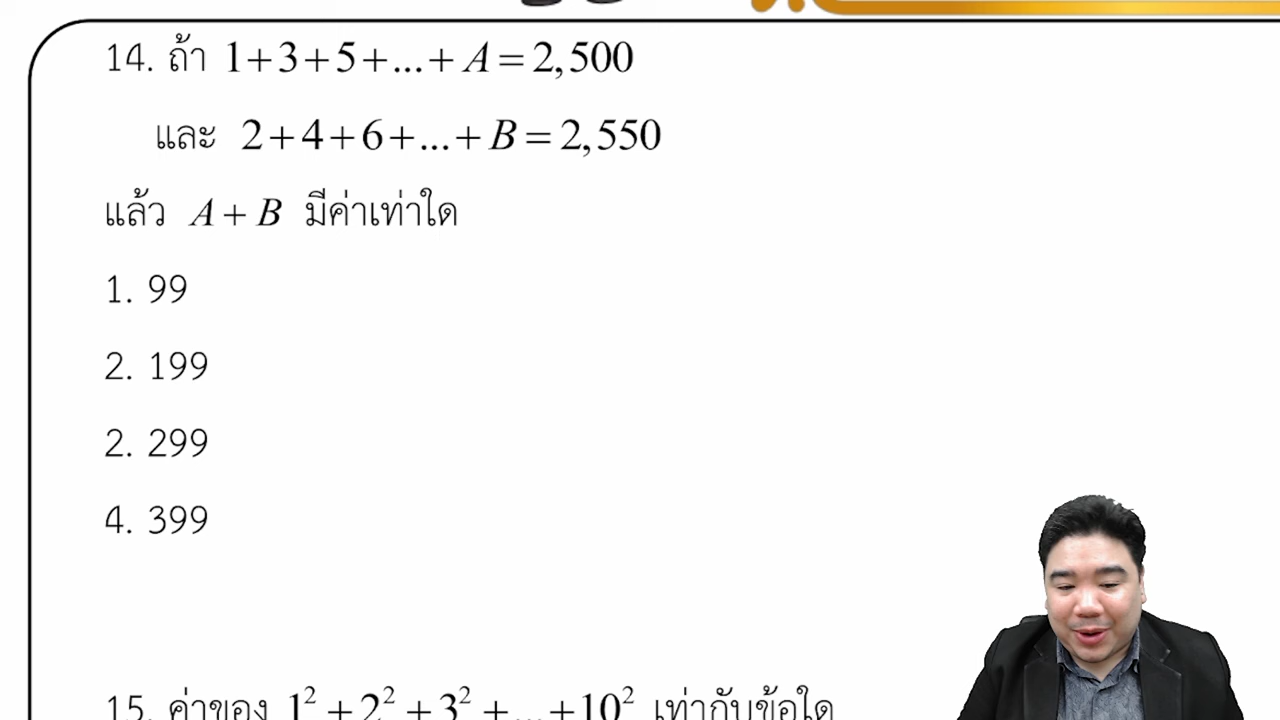 14. ถ้า 1+3+5+...+A=2,500
และ 2+4+6+...+B=2,550
แล้ว A+B มีค่าเท่าใด
1. 99
2. 199
2. 299
4. 399
15. ค่าของ 1²+2²+3²+...+10² เท่ากับข้อใด